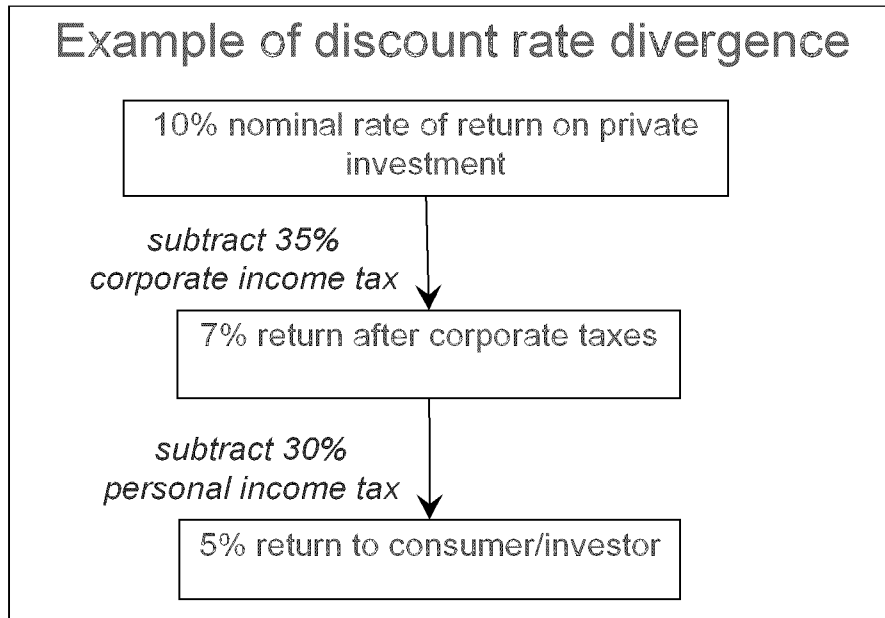 Example of discount rate divergence
10% nominal rate of return on private
investment
subtract 35%
corporate income tax
7% return after corporate taxes
subtract 30%
personal income tax
5% return to consumer/investor